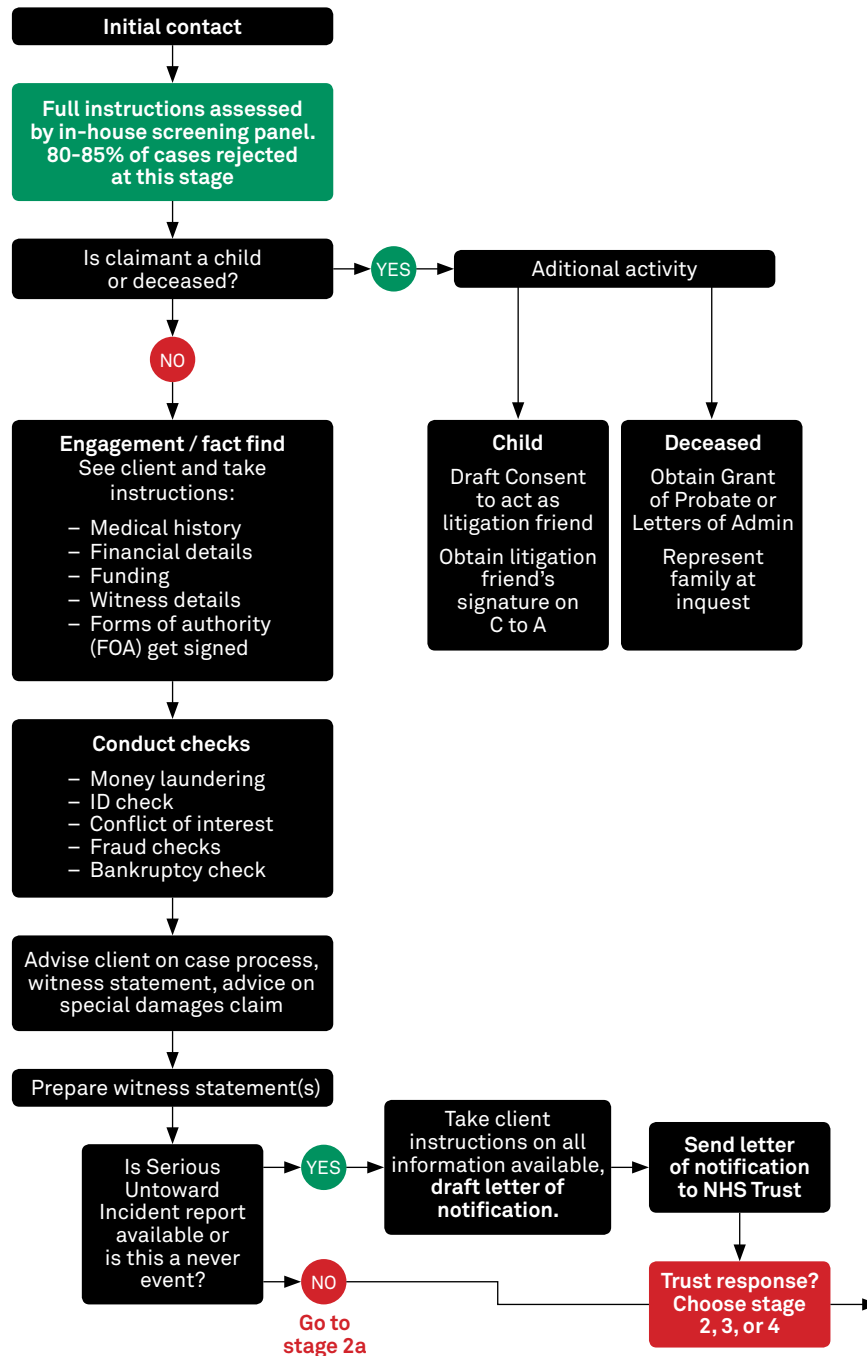 Initial contact
Full instructions assessed
by in-house screening panel.
80-85% of cases rejected
at this stage
Is claimant a child
or deceased?
YES
Aditional activity
NO
Child
Draft Consent
to act as
litigation friend
Obtain litigation
friend's
signature on
C to A
Deceased
Obtain Grant
of Probate or
Letters of Admin
Represent
family at
inquest
Engagement / fact find
See client and take
instructions:
– Medical history
– Financial details
– Funding
– Witness details
– Forms of authority
(FOA) get signed
Conduct checks
– Money laundering
– ID check
– Conflict of interest
– Fraud checks
– Bankruptcy check
Advise client on case process,
witness statement, advice on
special damages claim
Prepare witness statement(s)
Is Serious
Untoward
Incident report
available or
is this a never
event?
YES
Take client
instructions on all
information available,
draft letter of
notification.
Send letter
of notification
to NHS Trust
NO
Go to
stage 2a
Trust response?
Choose stage
2, 3, or 4